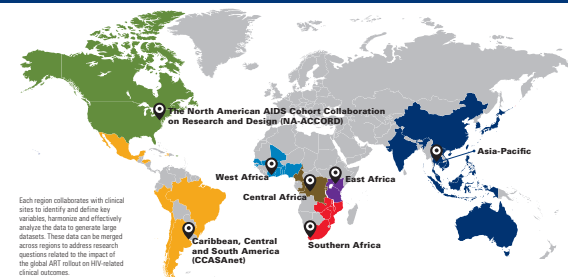 The North American AIDS Cohort Collaboration
on Research and Design (NA-ACCORD)
Asia-Pacific
West Africa
East Africa
Central Africa
Each region collaborates with clinical
sites to identify and define key
variables, harmonize and effectively
analyze the data to generate large
datasets. These data can be merged
across regions to address research
questions related to the impact of
the global ART rollout on HIV-related
clinical outcomes.
Caribbean, Central
and South America
(CCASAnet)
Southern Africa